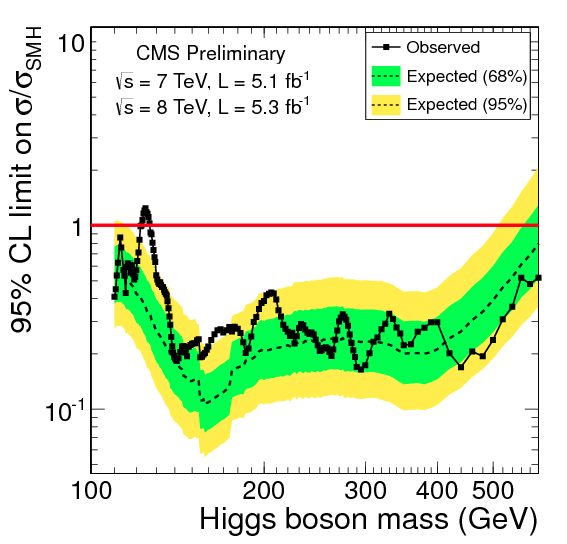 95% CL limit on σ/σSMH
10
1
10-1
CMS Preliminary
√s = 7 TeV, L = 5.1 fb-1
√s = 8 TeV, L = 5.3 fb-1
Observed
Expected (68%)
Expected (95%)
100 200 300 400 500
Higgs boson mass (GeV)